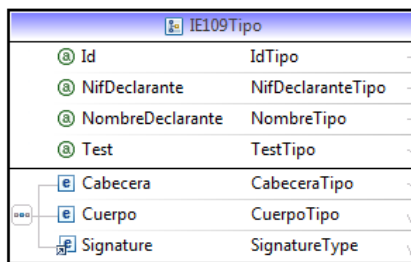 IE109Tipo
a Id IdTipo
a NifDeclarante NifDeclaranteTipo
a NombreDeclarante NombreTipo
a Test TestTipo
e Cabecera CabeceraTipo
e Cuerpo CuerpoTipo
e Signature SignatureType